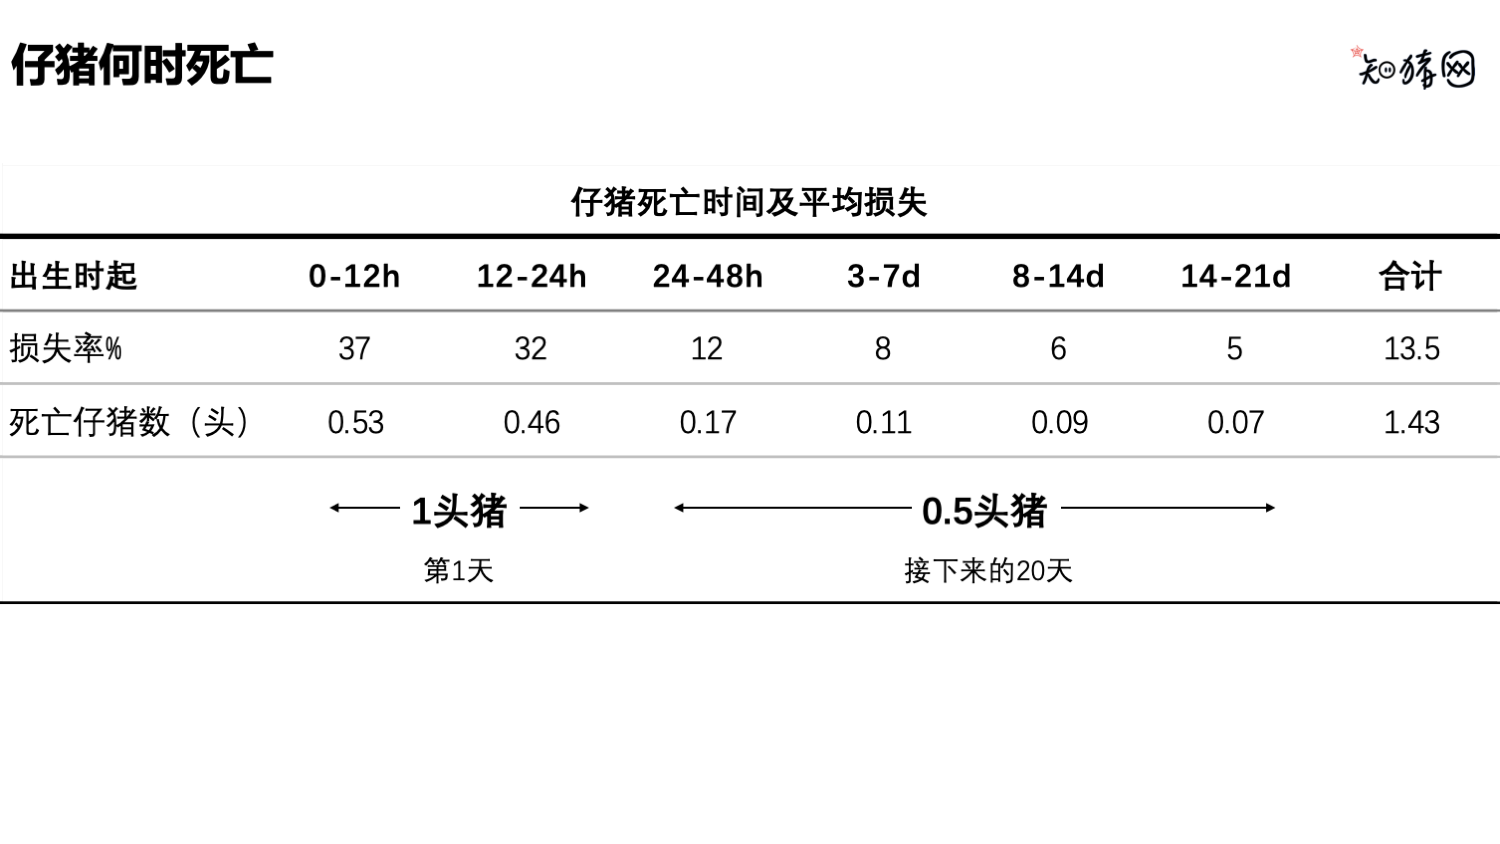 仔猪何时死亡
知猪网
仔猪死亡时间及平均损失
出生时起 0-12h 12-24h 24-48h 3-7d 8-14d 14-21d 合计
损失率% 37 32 12 8 6 5 13.5
死亡仔猪数（头） 0.53 0.46 0.17 0.11 0.09 0.07 1.43
1头猪 0.5头猪
第1天 接下来的20天